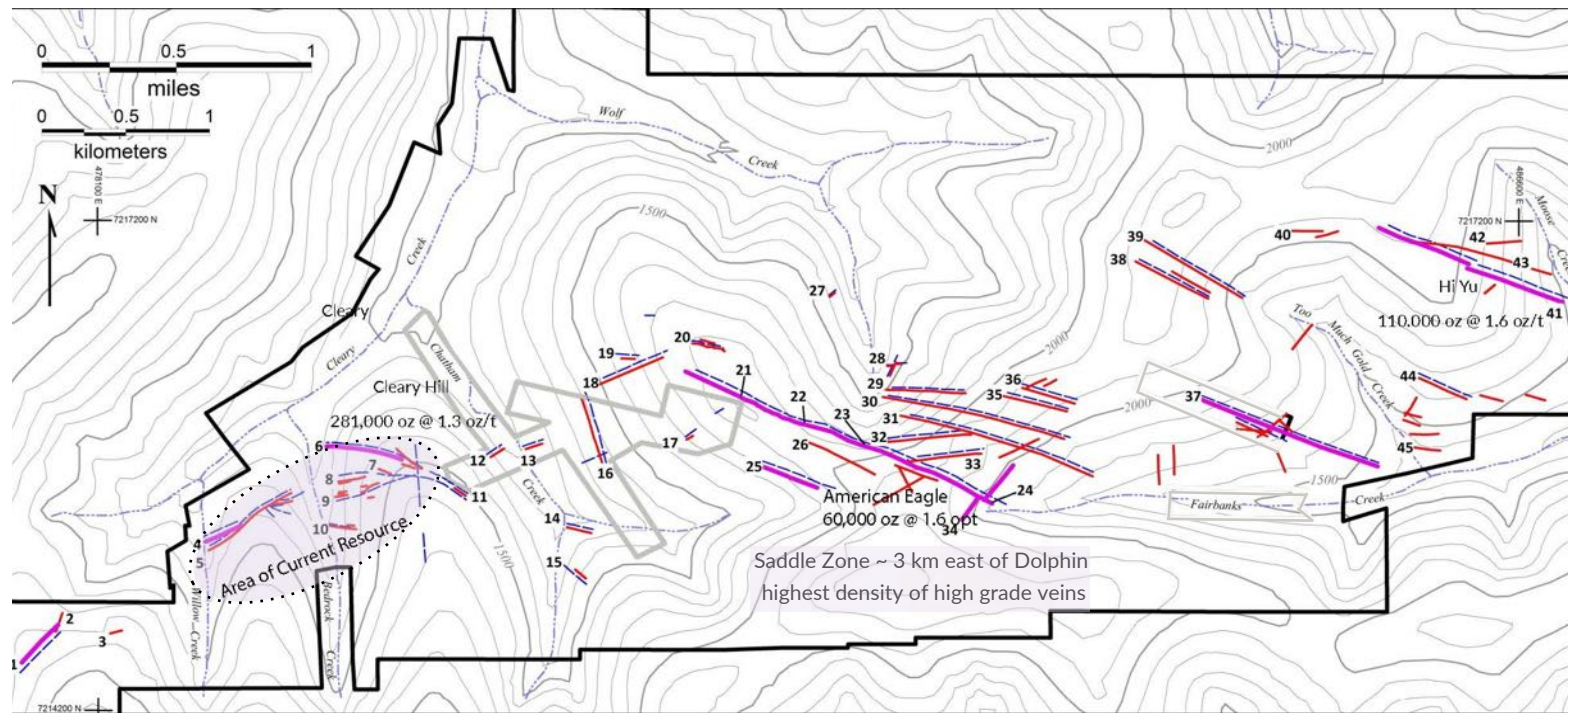 0 0.5 1
miles
0 0.5 1
kilometers
N
478100 E
7217200 N
Wolf
Creek
1500
2000
Creek
Cleary
Cleary
Chatham
Cleary Hill
281,000 oz @ 1.3 oz/t
Creek
1500
Area of Current Resource
Willow Creek
Bedrock
Creek
7214200 N
1
2
3
4
5
6
7
8
9
10
11
12
13
14
15
16
17
18
19
20
21
22
23
24
25
26
27
28
29
30
31
32
33
34
35
36
37
38
39
40
41
42
43
44
45
American Eagle
60,000 oz @ 1.6 opt
Saddle Zone ~ 3 km east of Dolphin
highest density of high grade veins
2000
2000
486600 E
7217200 N
Moose
Hi Yu
110.000 oz @ 1.6 oz/t
Too Much Gold Creek
1500
Fairbanks
Creek